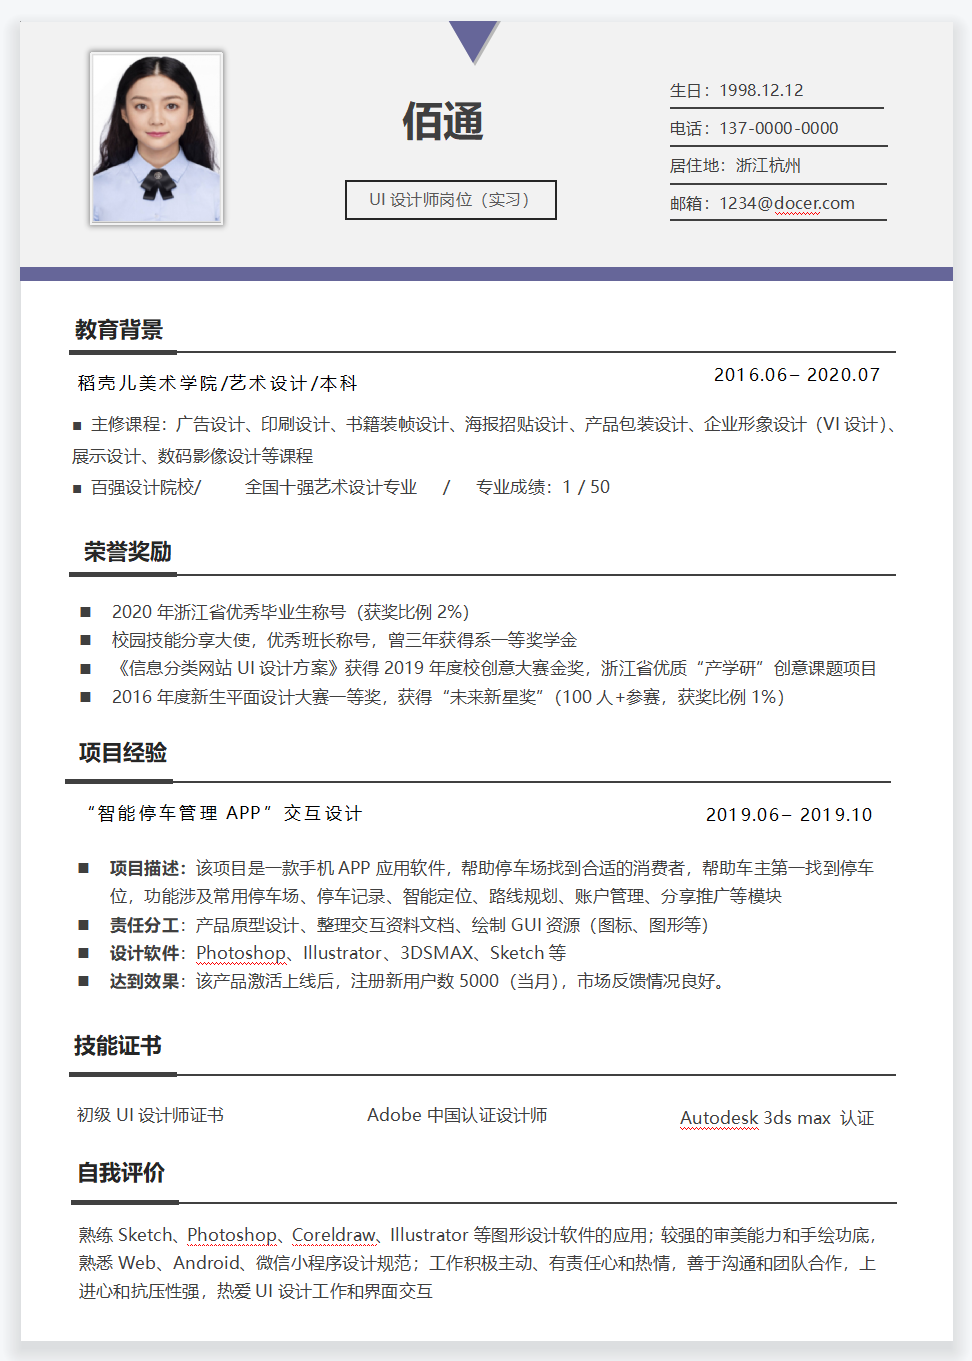 佰通
UI 设计师岗位（实习）
生日：1998.12.12
电话：137-0000-0000
居住地：浙江杭州
邮箱：1234@docer.com
教育背景
稻壳儿美术学院/艺术设计/本科 2016.06– 2020.07
■ 主修课程：广告设计、印刷设计、书籍装帧设计、海报招贴设计、产品包装设计、企业形象设计（VI 设计）、
展示设计、数码影像设计等课程
■ 百强设计院校/ 全国十强艺术设计专业 / 专业成绩：1 / 50
荣誉奖励
■ 2020 年浙江省优秀毕业生称号（获奖比例 2%）
■ 校园技能分享大使，优秀班长称号，曾三年获得系一等奖学金
■ 《信息分类网站 UI 设计方案》获得 2019 年度校创意大赛金奖，浙江省优质“产学研”创意课题项目
■ 2016 年度新生平面设计大赛一等奖，获得“未来新星奖”（100 人+参赛，获奖比例 1%）
项目经验
“智能停车管理 APP”交互设计 2019.06– 2019.10
■ 项目描述：该项目是一款手机 APP 应用软件，帮助停车场找到合适的消费者，帮助车主第一找到停车
位，功能涉及常用停车场、停车记录、智能定位、路线规划、账户管理、分享推广等模块
■ 责任分工：产品原型设计、整理交互资料文档、绘制 GUI 资源（图标、图形等）
■ 设计软件：Photoshop、Illustrator、3DSMAX、Sketch 等
■ 达到效果：该产品激活上线后，注册新用户数 5000（当月），市场反馈情况良好。
技能证书
初级 UI 设计师证书 Adobe 中国认证设计师 Autodesk 3ds max 认证
自我评价
熟练 Sketch、Photoshop、Coreldraw、Illustrator 等图形设计软件的应用；较强的审美能力和手绘功底，
熟悉 Web、Android、微信小程序设计规范；工作积极主动、有责任心和热情，善于沟通和团队合作，上
进心和抗压性强，热爱 UI 设计工作和界面交互